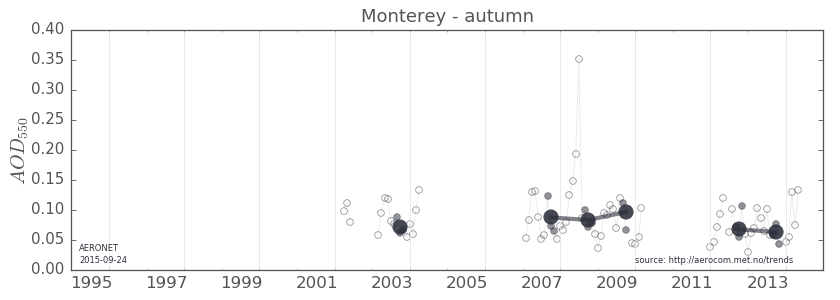 Monterey - autumn
0.40
0.35
0.30
0.25
0.20
0.15
0.10
0.05
0.00
AOD550
AERONET
2015-09-24
source: http://aerocom.met.no/trends
1995 1997 1999 2001 2003 2005 2007 2009 2011 2013